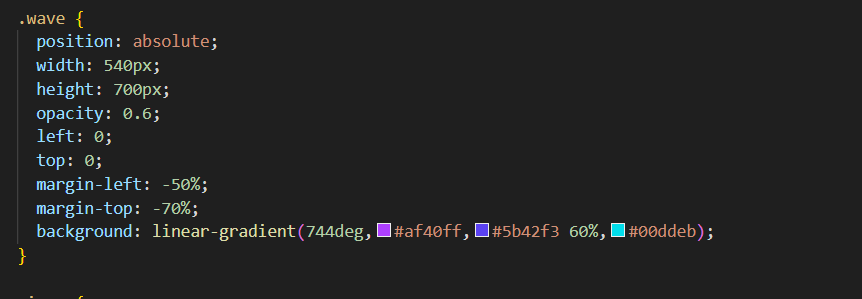 .wave {
position: absolute;
width: 540px;
height: 700px;
opacity: 0.6;
left: 0;
top: 0;
margin-left: -50%;
margin-top: -70%;
background: linear-gradient(744deg,#af40ff,#5b42f3 60%,#00ddeb);
}